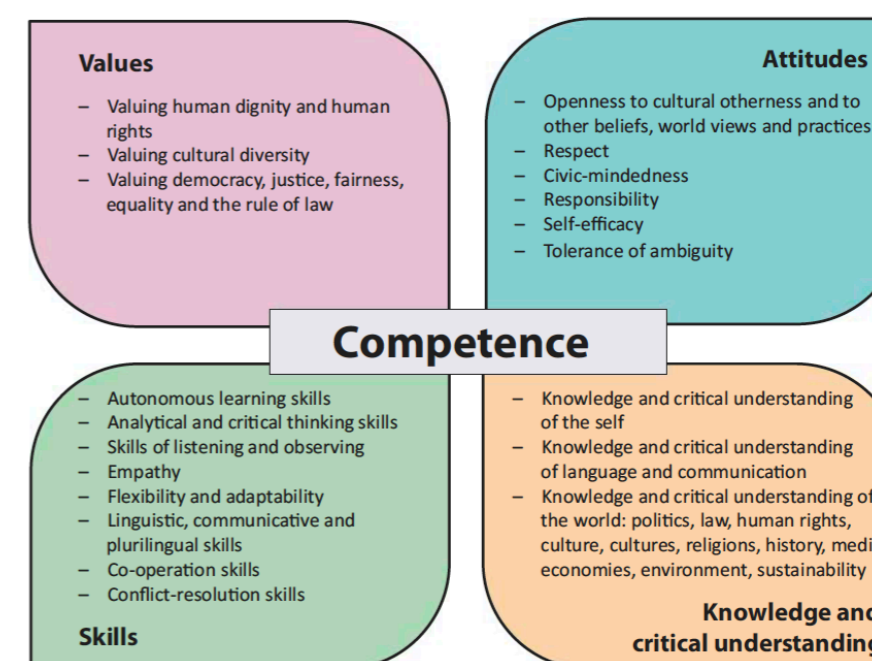 Values
– Valuing human dignity and human
rights
– Valuing cultural diversity
– Valuing democracy, justice, fairness,
equality and the rule of law
Attitudes
– Openness to cultural otherness and to
other beliefs, world views and practices
– Respect
– Civic-mindedness
– Responsibility
– Self-efficacy
– Tolerance of ambiguity
Competence
– Autonomous learning skills
– Analytical and critical thinking skills
– Skills of listening and observing
– Empathy
– Flexibility and adaptability
– Linguistic, communicative and
plurilingual skills
– Co-operation skills
– Conflict-resolution skills
Skills
– Knowledge and critical understanding
of the self
– Knowledge and critical understanding
of language and communication
– Knowledge and critical understanding of
the world: politics, law, human rights,
culture, cultures, religions, history, medi
economies, environment, sustainability
Knowledge and
critical understanding